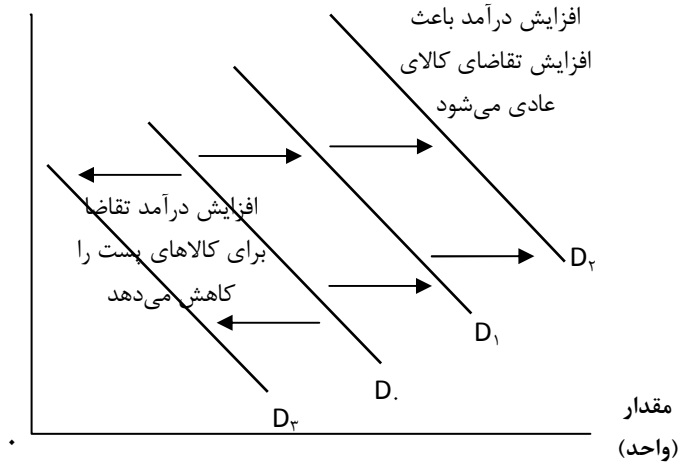 افزایش درآمد باعث
افزایش تقاضای کالای
عادی می‌شود
افزایش درآمد تقاضا
برای کالاهای پست را
کاهش می‌دهد
D۲
D۱
D.
D۳
مقدار
(واحد)
۰